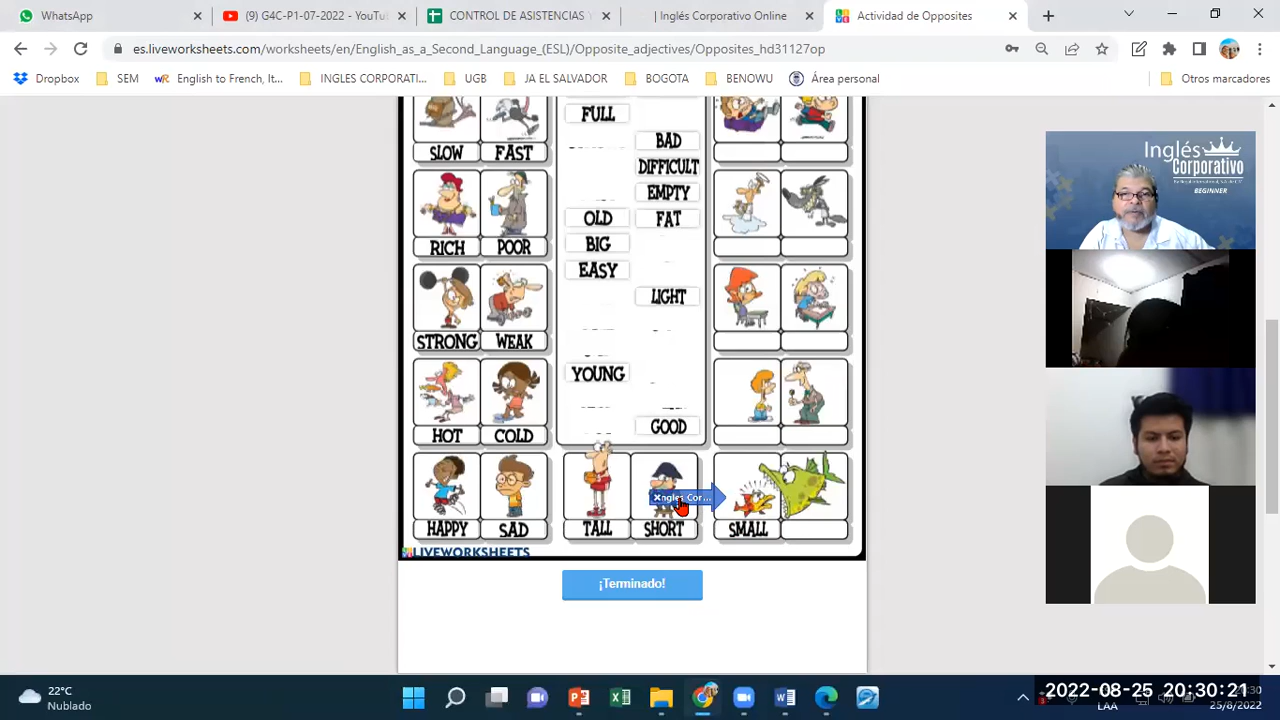 WhatsApp
(9) G4C-P1-07-2022 - YouTu
CONTROL DE ASISTENCIAS Y
Inglés Corporativo Online
Actividad de Opposites
es.liveworksheets.com/worksheets/en/English_as_a_Second_Language_(ESL)/Opposite_adjectives/Opposites_hd31127op
Dropbox
SEM
English to French, It...
INGLES CORPORATI...
UGB
JA EL SALVADOR
BOGOTA
BENOWU
Área personal
Otros marcadores
FULL
BAD
SLOW FAST
DIFFICULT
EMPTY
OLD FAT
RICH POOR
BIG
EASY
LIGHT
STRONG WEAK
YOUNG
GOOD
HOT COLD
Ingles Cor...
HAPPY SAD TALL SHORT SMALL
LIVEWORKSHEETS
¡Terminado!
Inglés
Corporativo
BEGINNER
22°C
Nublado
LAA
2022-08-25 20:30:21
25/8/2022